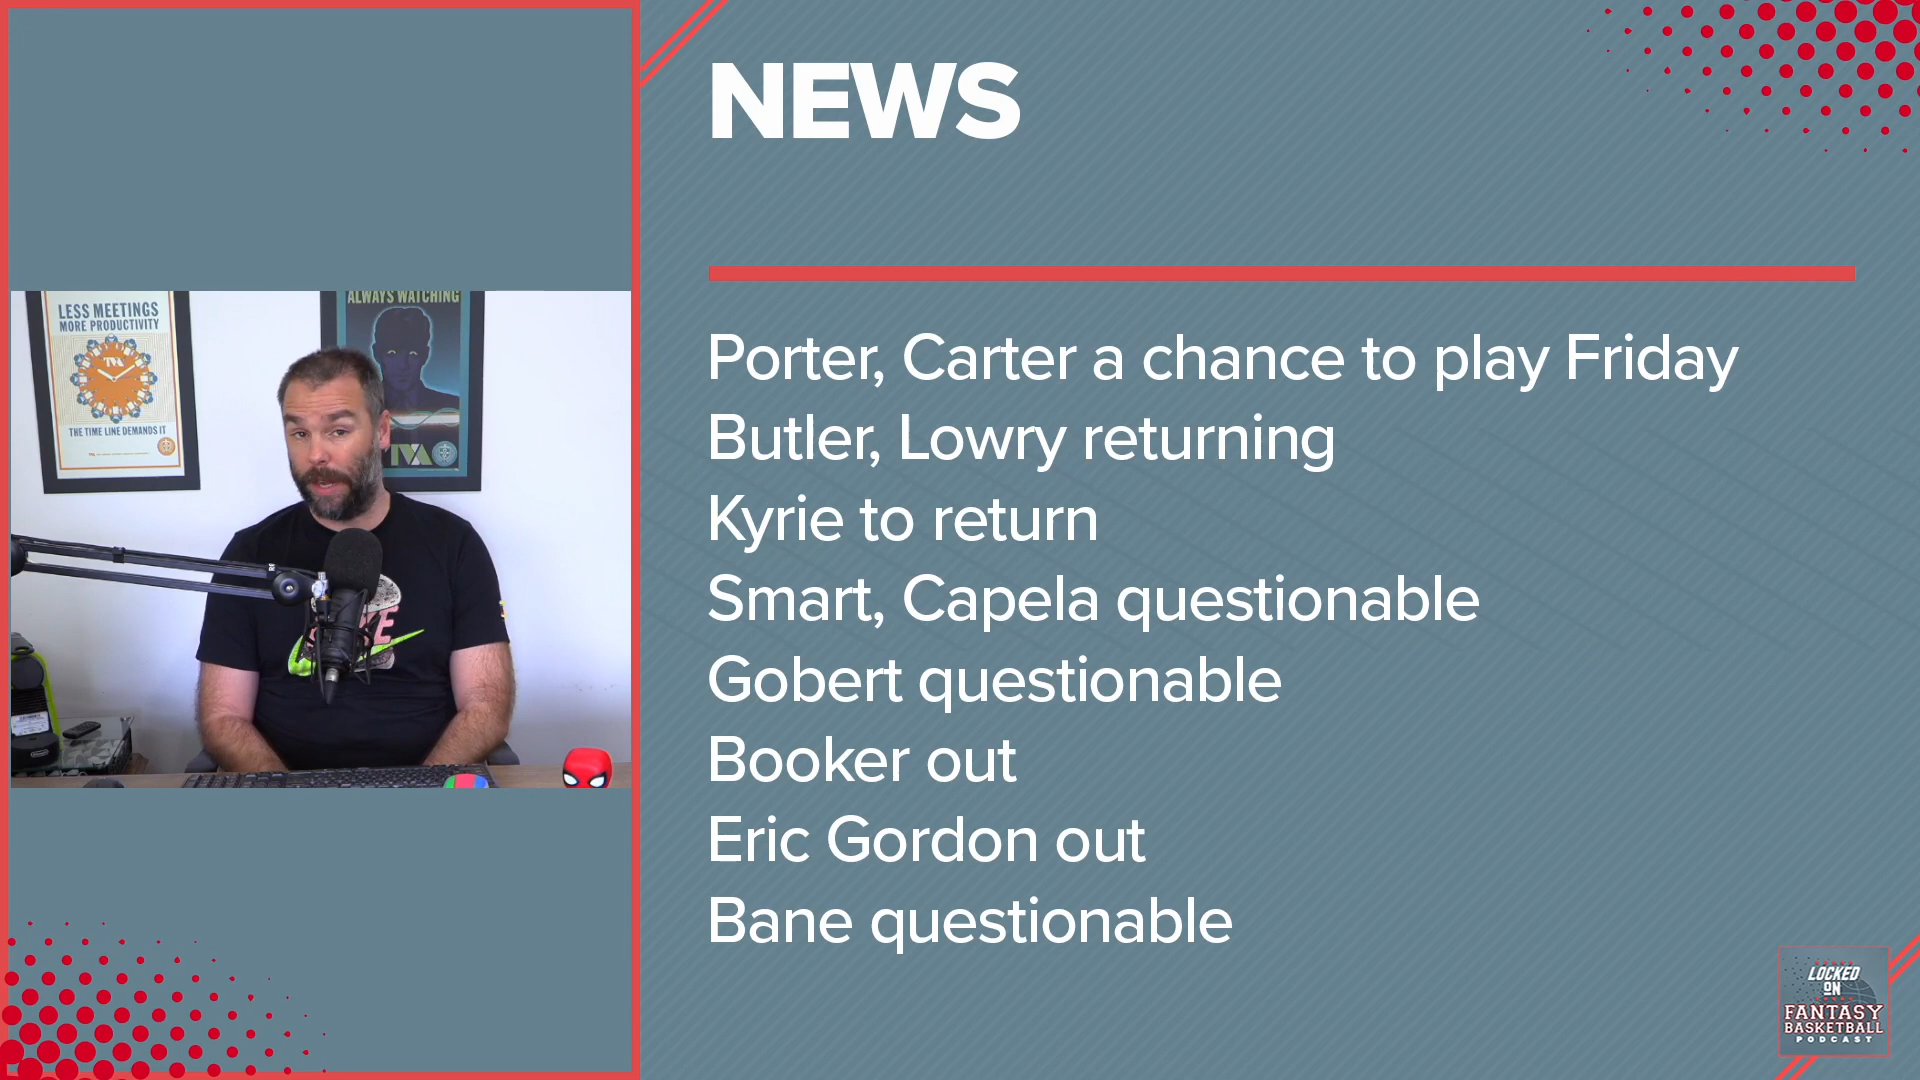 NEWS
Porter, Carter a chance to play Friday
Butler, Lowry returning
Kyrie to return
Smart, Capela questionable
Gobert questionable
Booker out
Eric Gordon out
Bane questionable
LESS MEETINGS
MORE PRODUCTIVITY
TVA
THE TIME LINE DEMANDS IT
ALWAYS WATCHING
TVA
LOCKED
ON
FANTASY
BASKETBALL
PODCAST